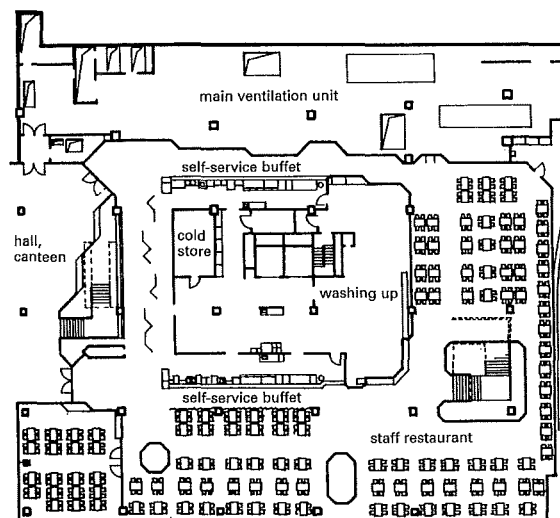 main ventilation unit
self-service buffet
hall,
canteen
cold
store
washing up
self-service buffet
staff restaurant